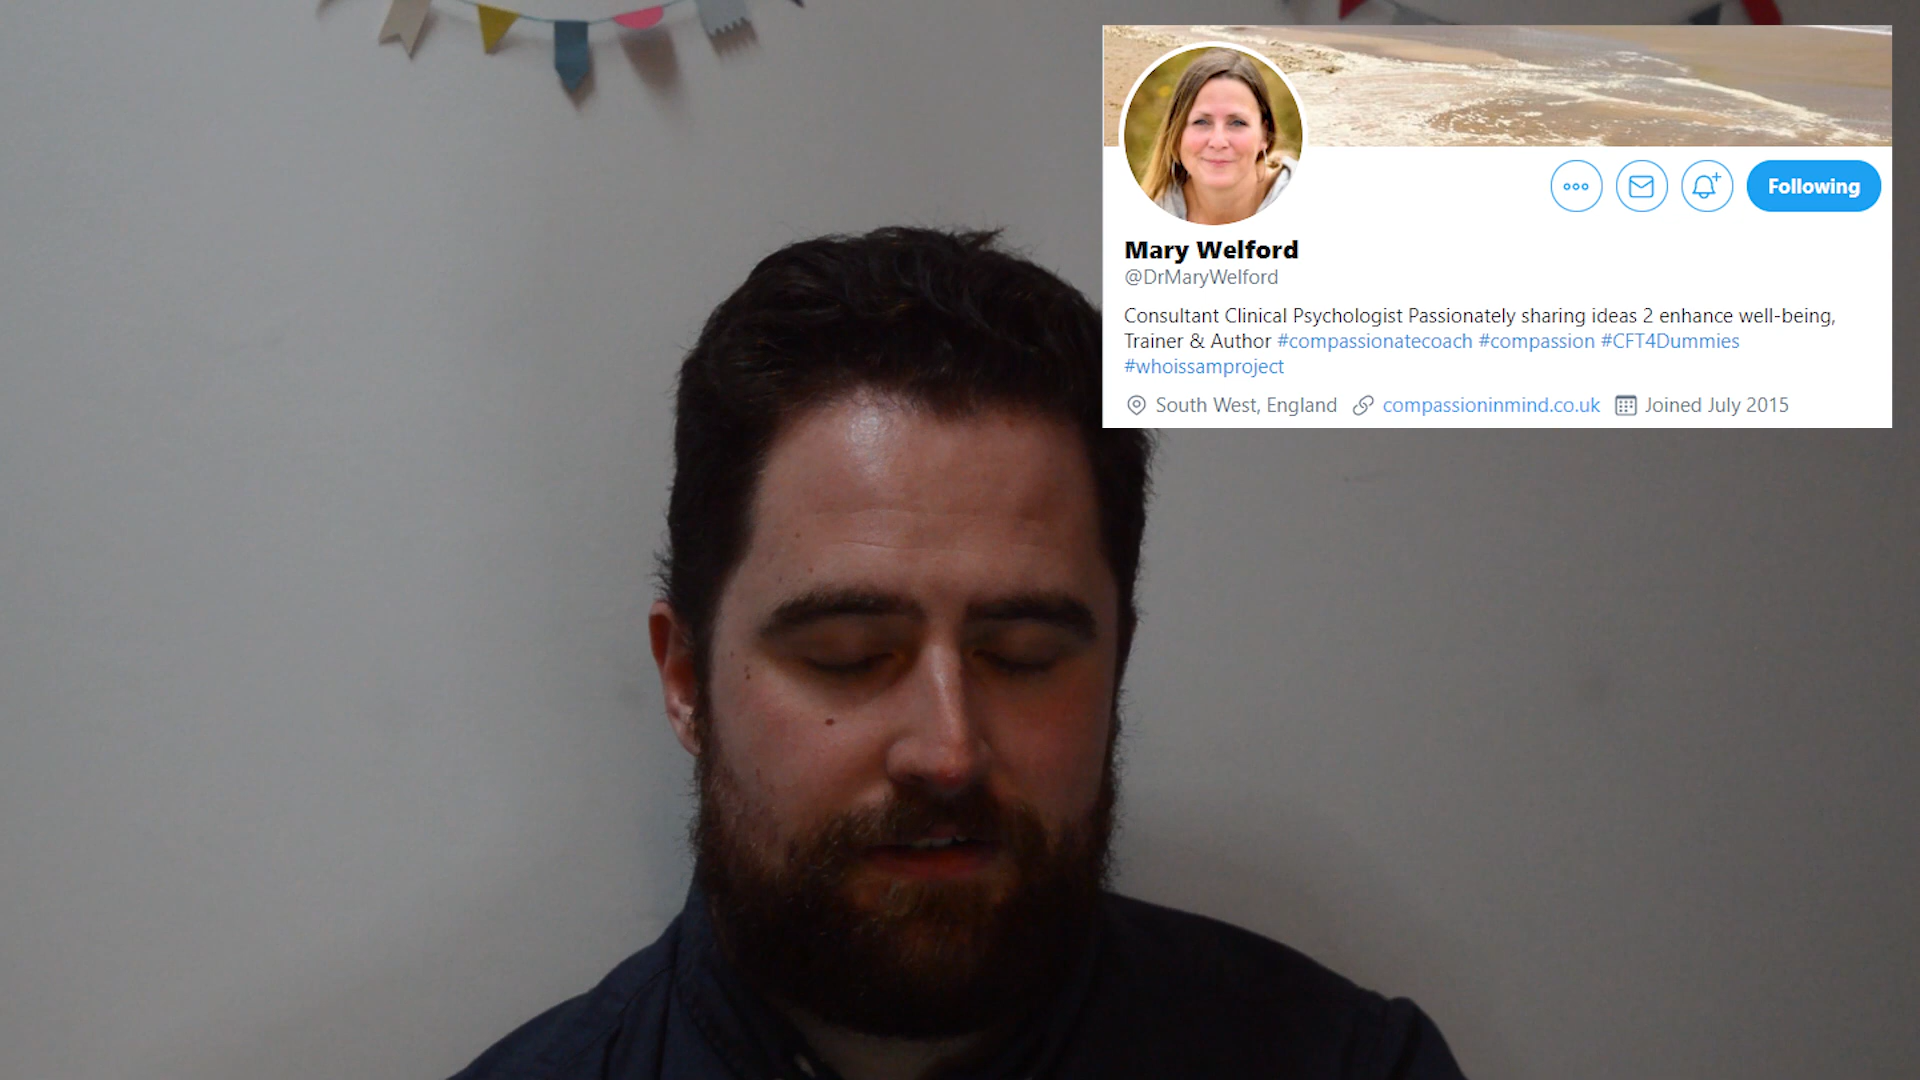 Following
Mary Welford
@DrMaryWelford
Consultant Clinical Psychologist Passionately sharing ideas 2 enhance well-being,
Trainer & Author #compassionatecoach #compassion #CFT4Dummies
#whoissamproject
South West, England compassioninmind.co.uk Joined July 2015